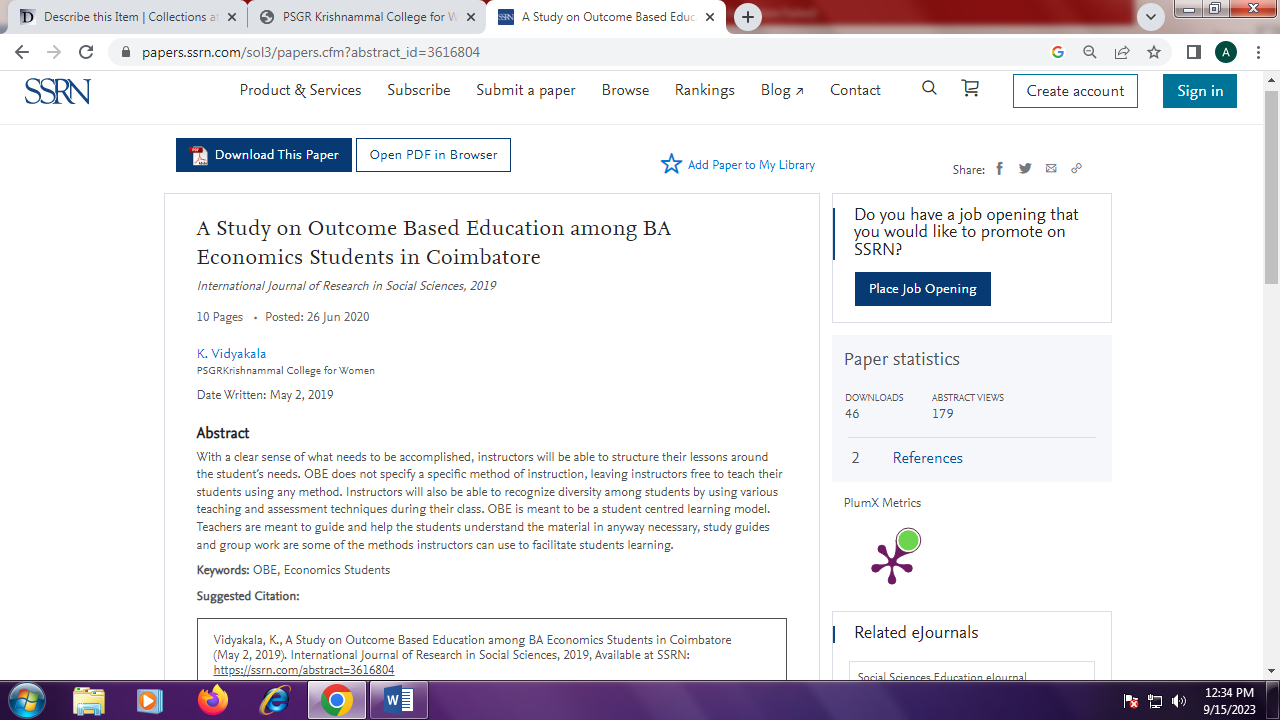 Describe this Item | Collections at
PSGR Krishnammal College for W
A Study on Outcome Based Educ
papers.ssrn.com/sol3/papers.cfm?abstract_id=3616804
A
SSRN
Product & Services
Subscribe
Submit a paper
Browse
Rankings
Blog ↗
Contact
Create account
Sign in
Download This Paper
Open PDF in Browser
Add Paper to My Library
Share:
A Study on Outcome Based Education among BA
Economics Students in Coimbatore
International Journal of Research in Social Sciences, 2019
10 Pages • Posted: 26 Jun 2020
K. Vidyakala
PSGRKrishnammal College for Women
Date Written: May 2, 2019
Abstract
With a clear sense of what needs to be accomplished, instructors will be able to structure their lessons around
the student's needs. OBE does not specify a specific method of instruction, leaving instructors free to teach their
students using any method. Instructors will also be able to recognize diversity among students by using various
teaching and assessment techniques during their class. OBE is meant to be a student centred learning model.
Teachers are meant to guide and help the students understand the material in anyway necessary, study guides
and group work are some of the methods instructors can use to facilitate students learning.
Keywords: OBE, Economics Students
Suggested Citation:
Vidyakala, K., A Study on Outcome Based Education among BA Economics Students in Coimbatore
(May 2, 2019). International Journal of Research in Social Sciences, 2019, Available at SSRN:
https://ssrn.com/abstract=3616804
Do you have a job opening that
you would like to promote on
SSRN?
Place Job Opening
Paper statistics
DOWNLOADS
46
ABSTRACT VIEWS
179
2 References
PlumX Metrics
Related eJournals
Social Sciences Education eJournal
12:34 PM
9/15/2023